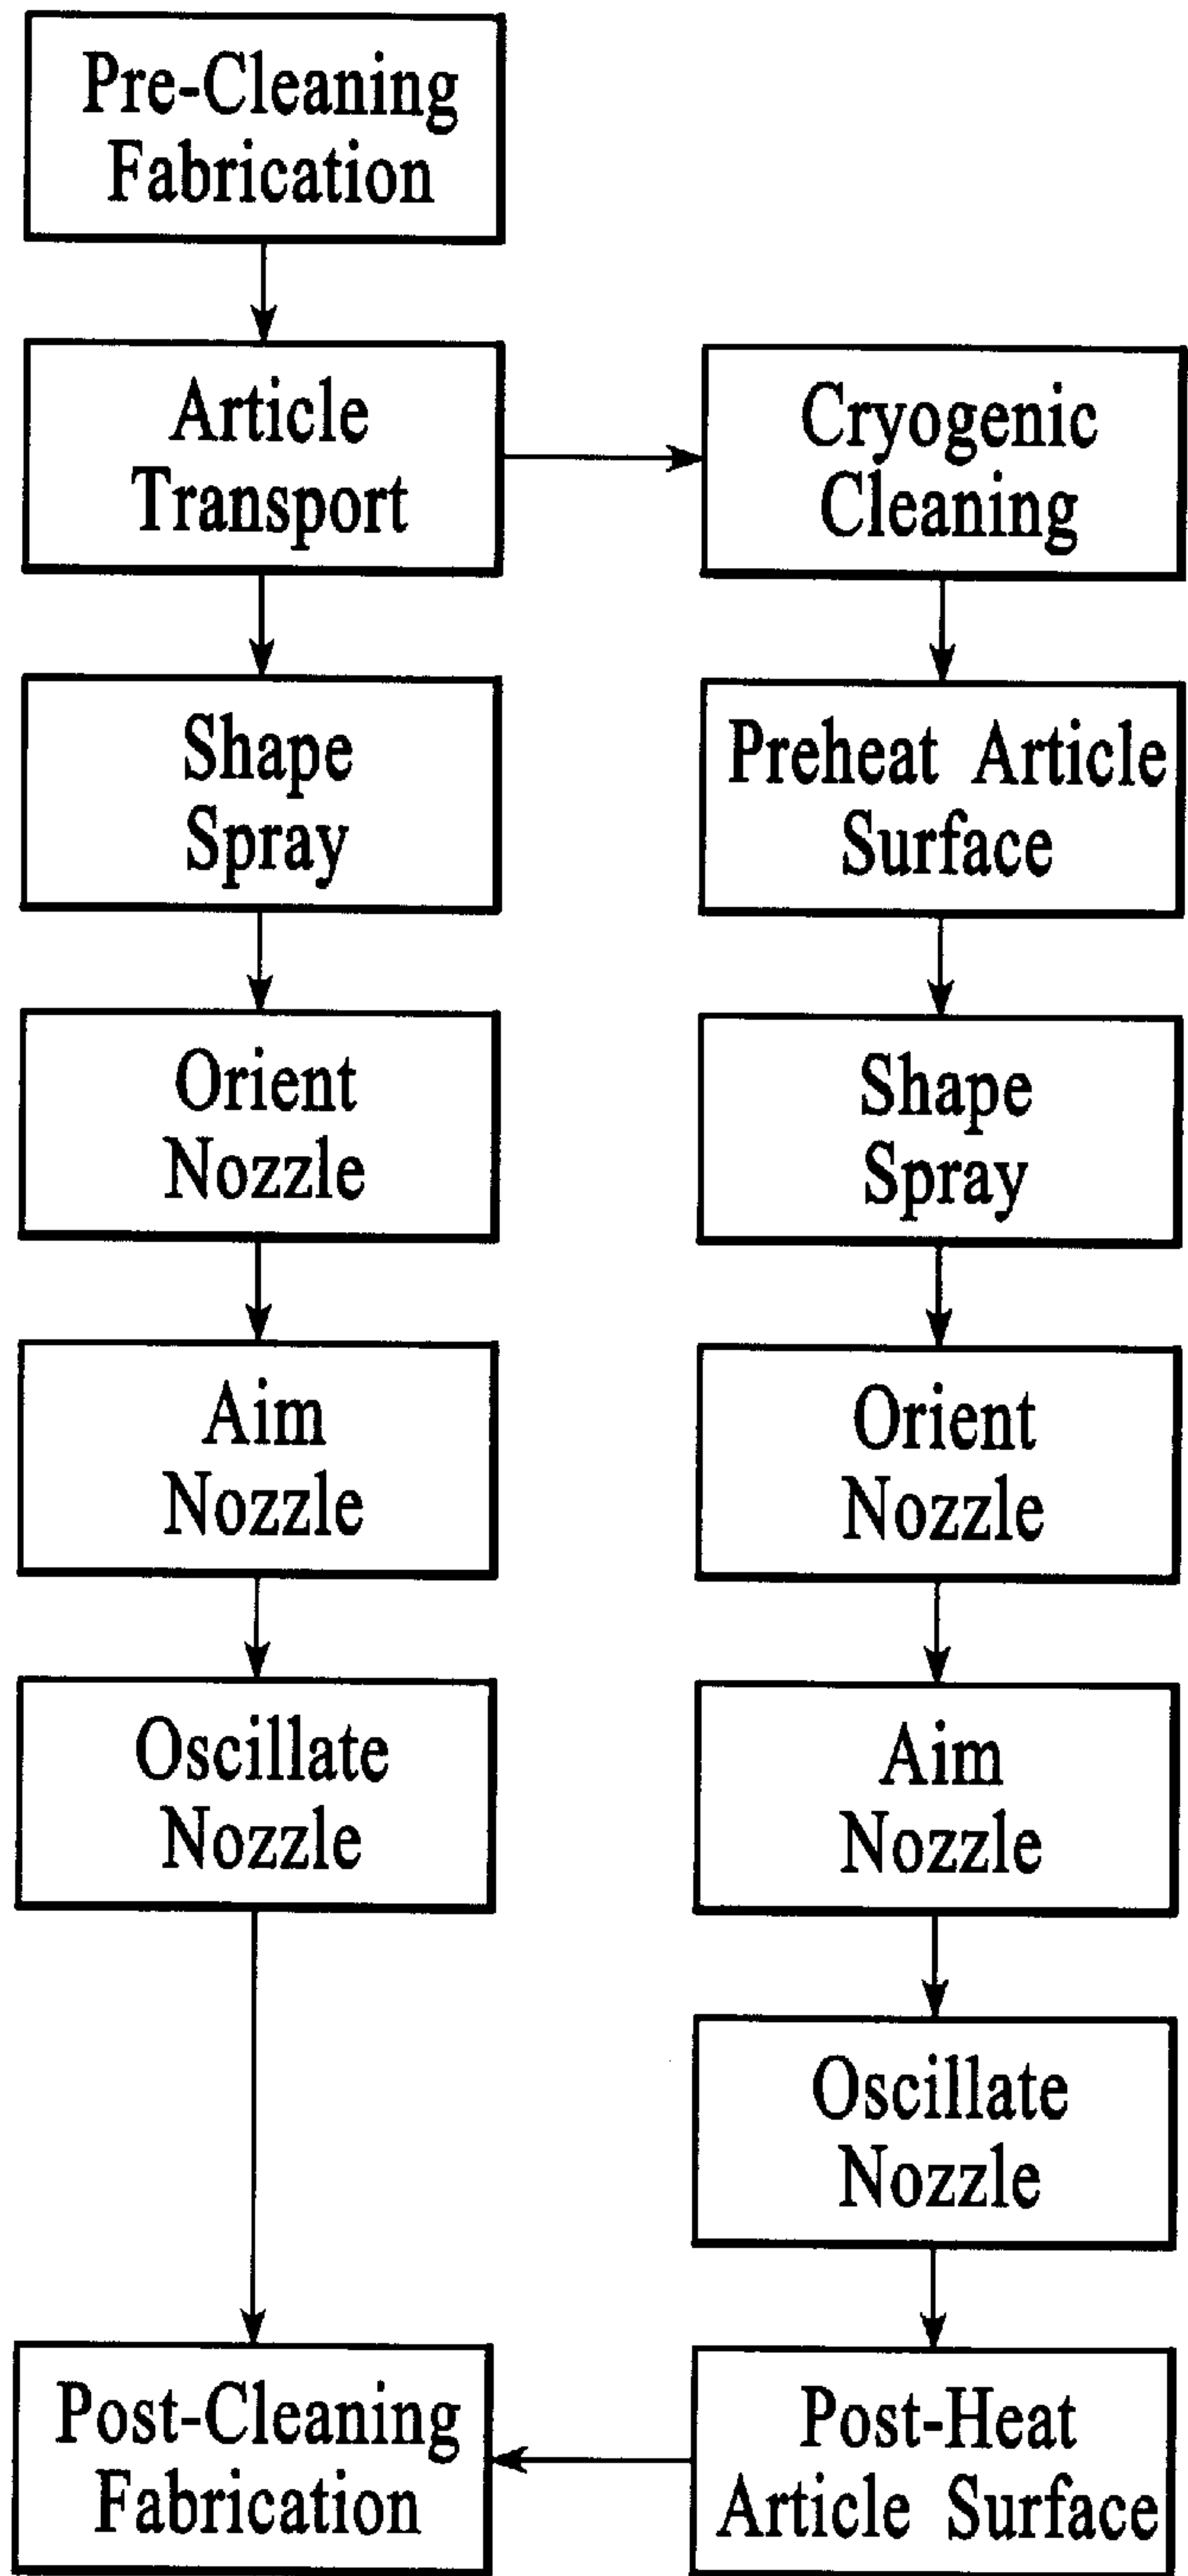 Pre-Cleaning
Fabrication
Article
Transport
Shape
Spray
Orient
Nozzle
Aim
Nozzle
Oscillate
Nozzle
Post-Cleaning
Fabrication
Cryogenic
Cleaning
Preheat Article
Surface
Shape
Spray
Orient
Nozzle
Aim
Nozzle
Oscillate
Nozzle
Post-Heat
Article Surface